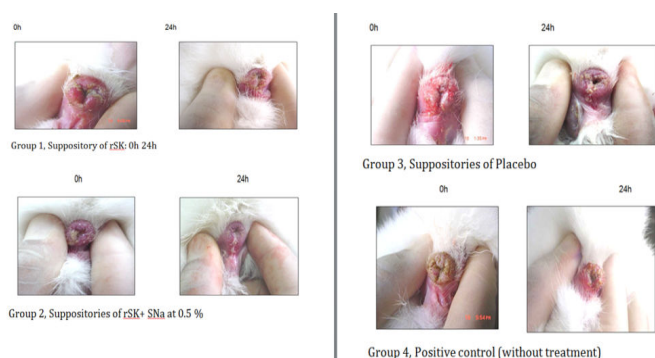 0h
24h
Group 1, Suppository of rSK: 0h 24h
0h
24h
Group 2, Suppositories of rSK+ SNa at 0.5 %
0h
24h
Group 3, Suppositories of Placebo
0h
24h
Group 4, Positive control (without treatment)